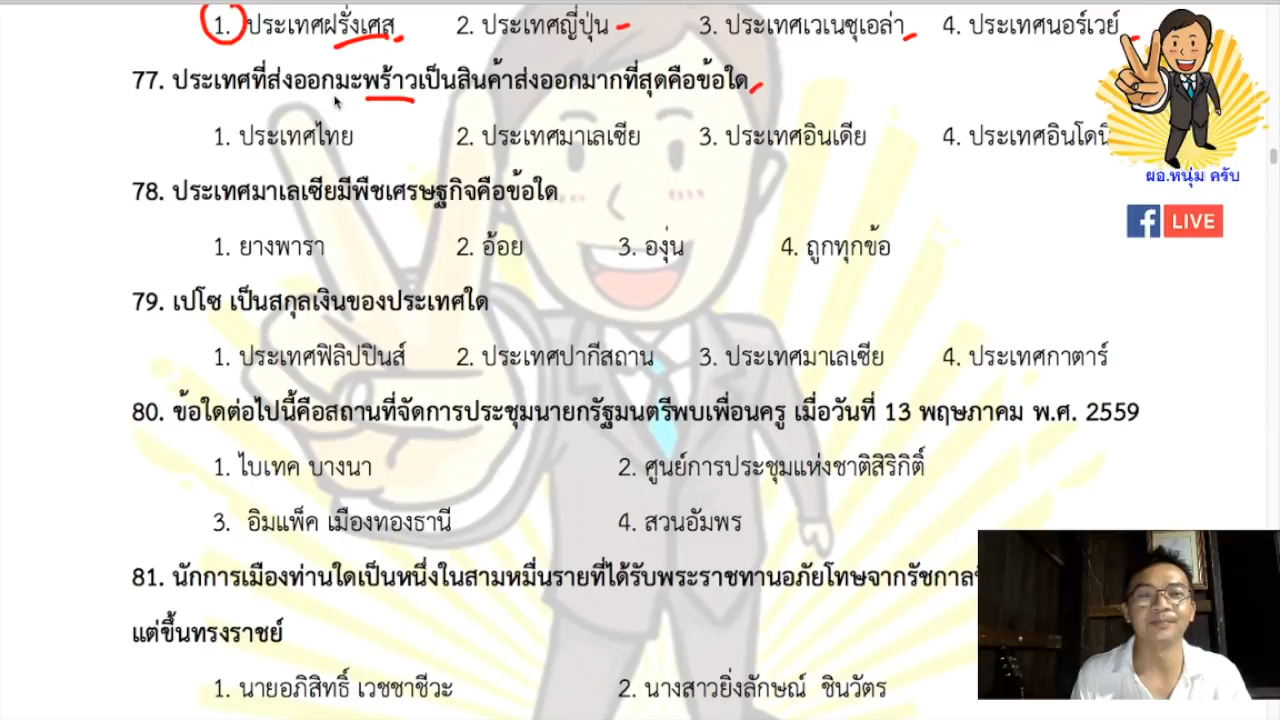 1. ประเทศฝรั่งเศส 2. ประเทศญี่ปุ่น 3. ประเทศเวเนซุเอล่า 4. ประเทศนอร์เวย์
77. ประเทศที่ส่งออกมะพร้าวเป็นสินค้าส่งออกมากที่สุดคือข้อใด
1. ประเทศไทย 2. ประเทศมาเลเซีย 3. ประเทศอินเดีย 4. ประเทศอินโดนิ
ผอ.หนุ่ม ครับ
f LIVE
78. ประเทศมาเลเซียมีพืชเศรษฐกิจคือข้อใด
1. ยางพารา 2. อ้อย 3. องุ่น 4. ถูกทุกข้อ
79. เปโซ เป็นสกุลเงินของประเทศใด
1. ประเทศฟิลิปปินส์ 2. ประเทศปากีสถาน 3. ประเทศมาเลเซีย 4. ประเทศกาตาร์
80. ข้อใดต่อไปนี้คือสถานที่จัดการประชุมนายกรัฐมนตรีพบเพื่อนครู เมื่อวันที่ 13 พฤษภาคม พ.ศ. 2559
1. ไบเทค บางนา 2. ศูนย์การประชุมแห่งชาติสิริกิติ์
3. อิมแพ็ค เมืองทองธานี 4. สวนอัมพร
81. นักการเมืองท่านใดเป็นหนึ่งในสามหมื่นรายที่ได้รับพระราชทานอภัยโทษจากรัชกาล
แต่ขึ้นทรงราชย์
1. นายอภิสิทธิ์ เวชชาชีวะ 2. นางสาวยิ่งลักษณ์ ชินวัตร